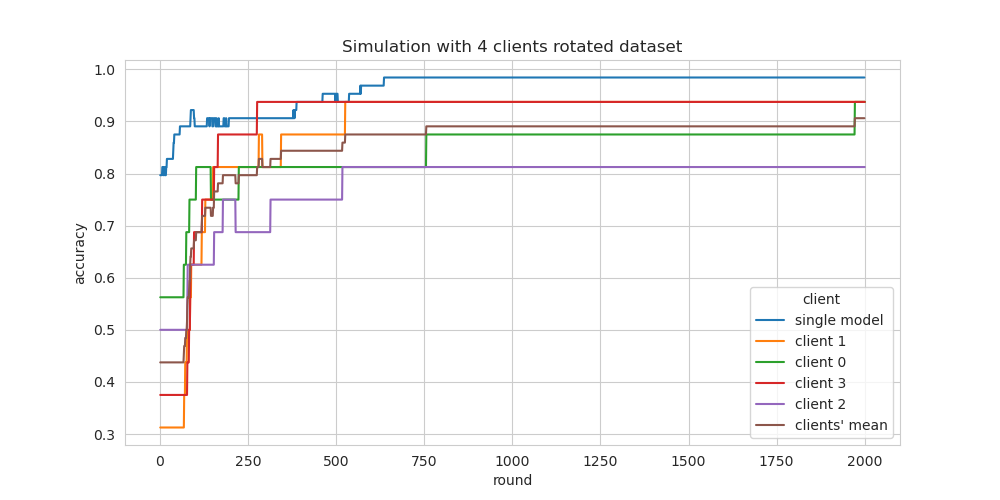 Simulation with 4 clients rotated dataset
accuracy
1.0
0.9
0.8
0.7
0.6
0.5
0.4
0.3
client
single model
client 1
client 0
client 3
client 2
clients' mean
0 250 500 750 1000 1250 1500 1750 2000
round